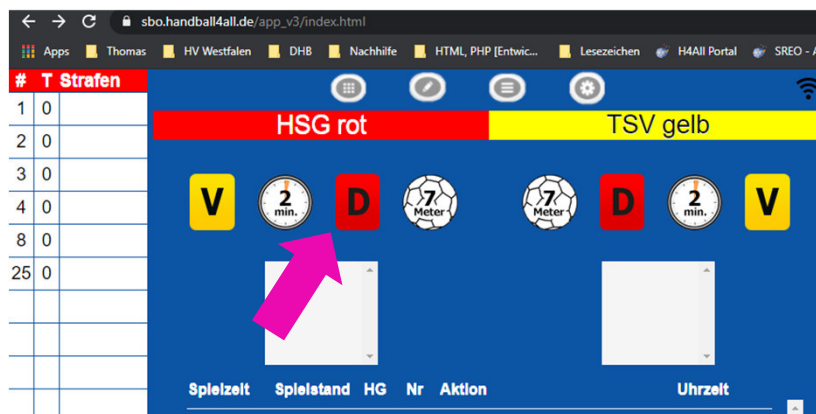 sbo.handball4all.de/app_v3/index.html
Apps Thomas HV Westfalen DHB Nachhilfe HTML, PHP [Entwic... Lesezeichen H4All Portal SREO - A
# T Strafen
HSG rot TSV gelb
1 0
2 0
3 0
4 0
8 0
25 0
V 2 min. D 7 Meter 7 Meter D 2 min. V
Spielzeit Spielstand HG Nr Aktion Uhrzeit